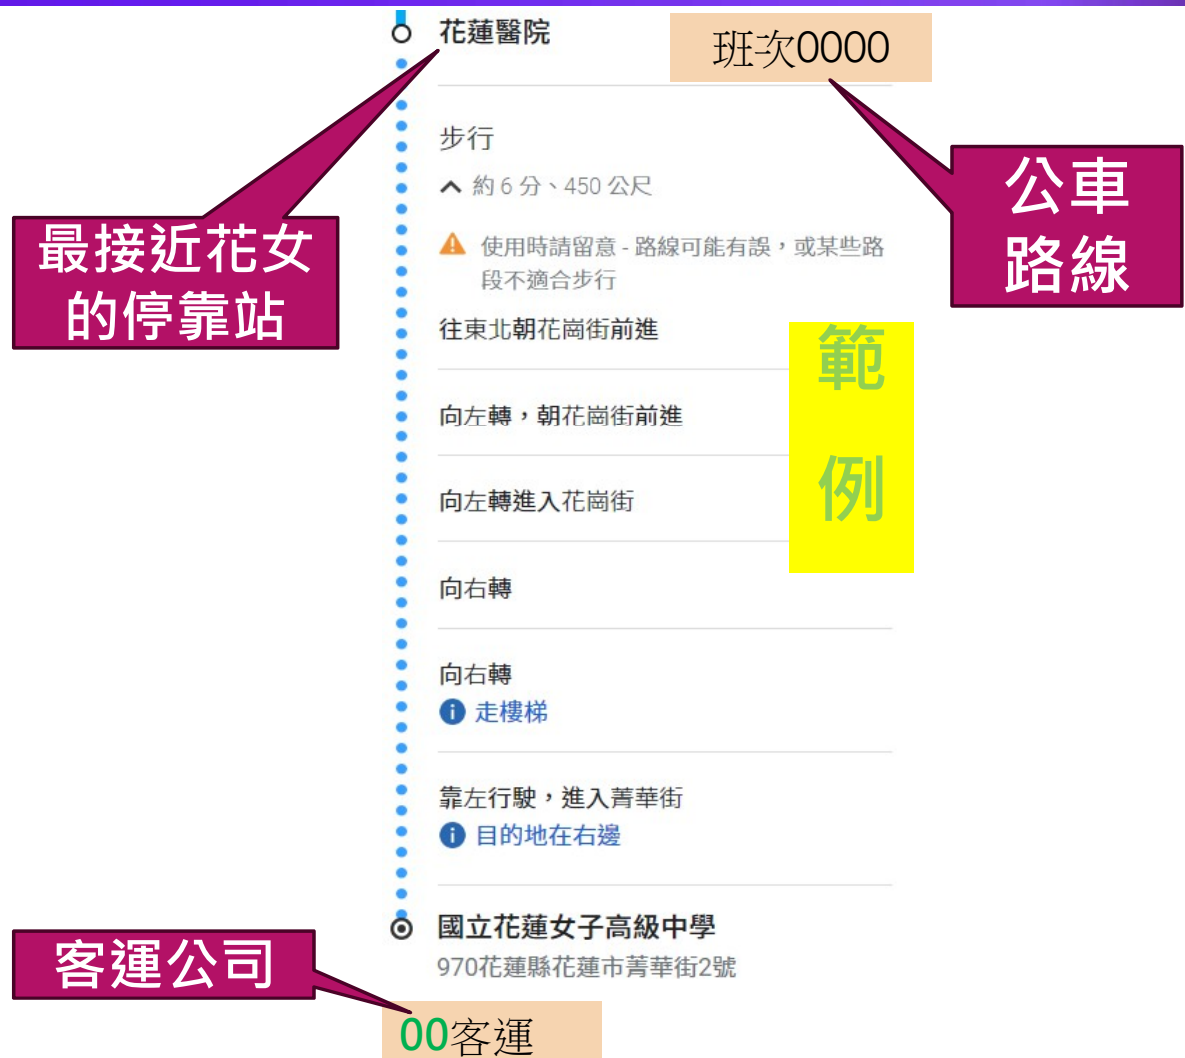 花蓮醫院
班次0000
步行
約 6 分、450 公尺
公車
路線
最接近花女
的停靠站
使用時請留意 - 路線可能有誤，或某些路
段不適合步行
往東北朝花崗街前進
範
例
向左轉，朝花崗街前進
向左轉進入花崗街
向右轉
向右轉
走樓梯
靠左行駛，進入菁華街
目的地在右邊
國立花蓮女子高級中學
970花蓮縣花蓮市菁華街2號
客運公司
00客運